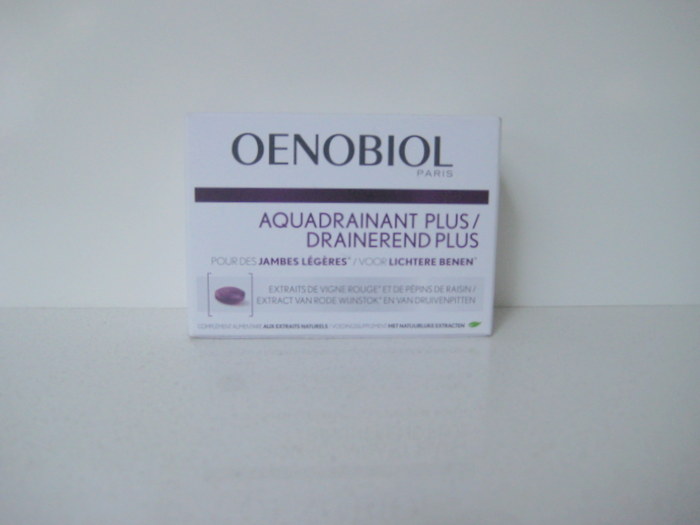 OENOBIOL
PARIS
AQUADRAINANT PLUS /
DRAINEREND PLUS
POUR DES JAMBES LÉGÈRES* / VOOR LICHTERE BENEN*
EXTRAITS DE VIGNE ROUGE* ET DE PÉPINS DE RAISIN /
EXTRACT VAN RODE WIJNSTOK* EN VAN DRUIVENPITTEN
COMPLÉMENT ALIMENTAIRE AUX EXTRAITS NATURELS / VOEDINGSSUPPLEMENT MET NATUURLIJKE EXTRACTEN